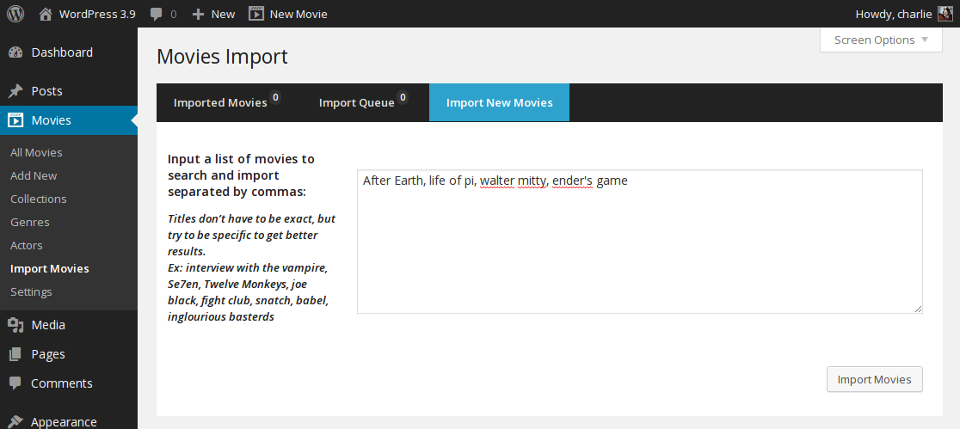 WordPress 3.9 0 New New Movie Howdy, charlie
Screen Options
Dashboard
Posts
Movies
All Movies
Add New
Collections
Genres
Actors
Import Movies
Settings
Media
Pages
Comments
Appearance
Movies Import
Imported Movies 0 Import Queue 0 Import New Movies
Input a list of movies to
search and import
separated by commas:
Titles don't have to be exact, but
try to be specific to get better
results.
Ex: interview with the vampire,
Se7en, Twelve Monkeys, joe
black, fight club, snatch, babel,
inglourious basterds
After Earth, life of pi, walter mitty, ender's game
Import Movies